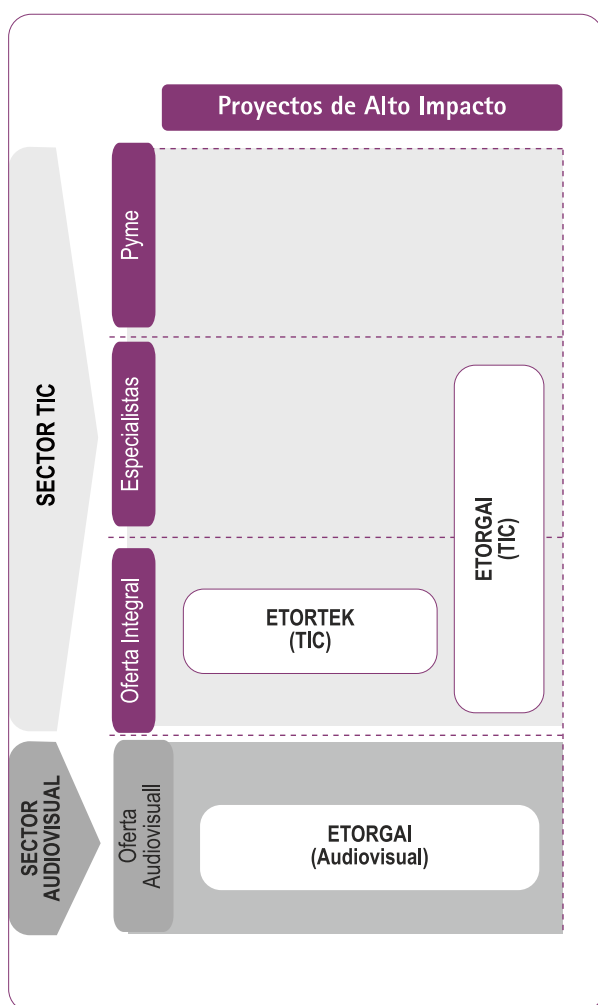 Proyectos de Alto Impacto
SECTOR TIC
Pyme
Especialistas
Oferta Integral
ETORTEK
(TIC)
ETORGAI
(TIC)
SECTOR
AUDIOVISUAL
Oferta
Audiovisuall
ETORGAI
(Audiovisual)